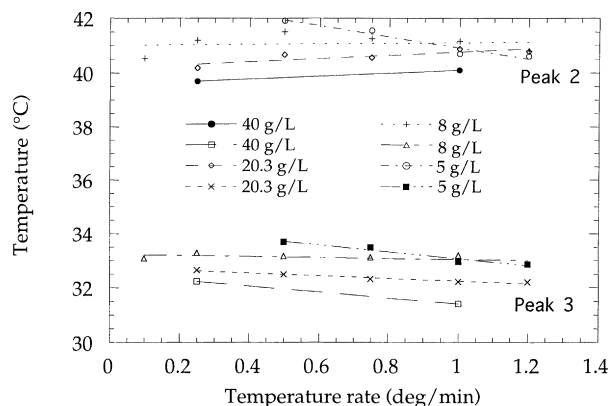 42
40
38
36
34
32
30
Temperature (°C)
Peak 2
40 g/L
40 g/L
20.3 g/L
20.3 g/L
8 g/L
8 g/L
5 g/L
5 g/L
Peak 3
0 0.2 0.4 0.6 0.8 1 1.2 1.4
Temperature rate (deg/min)